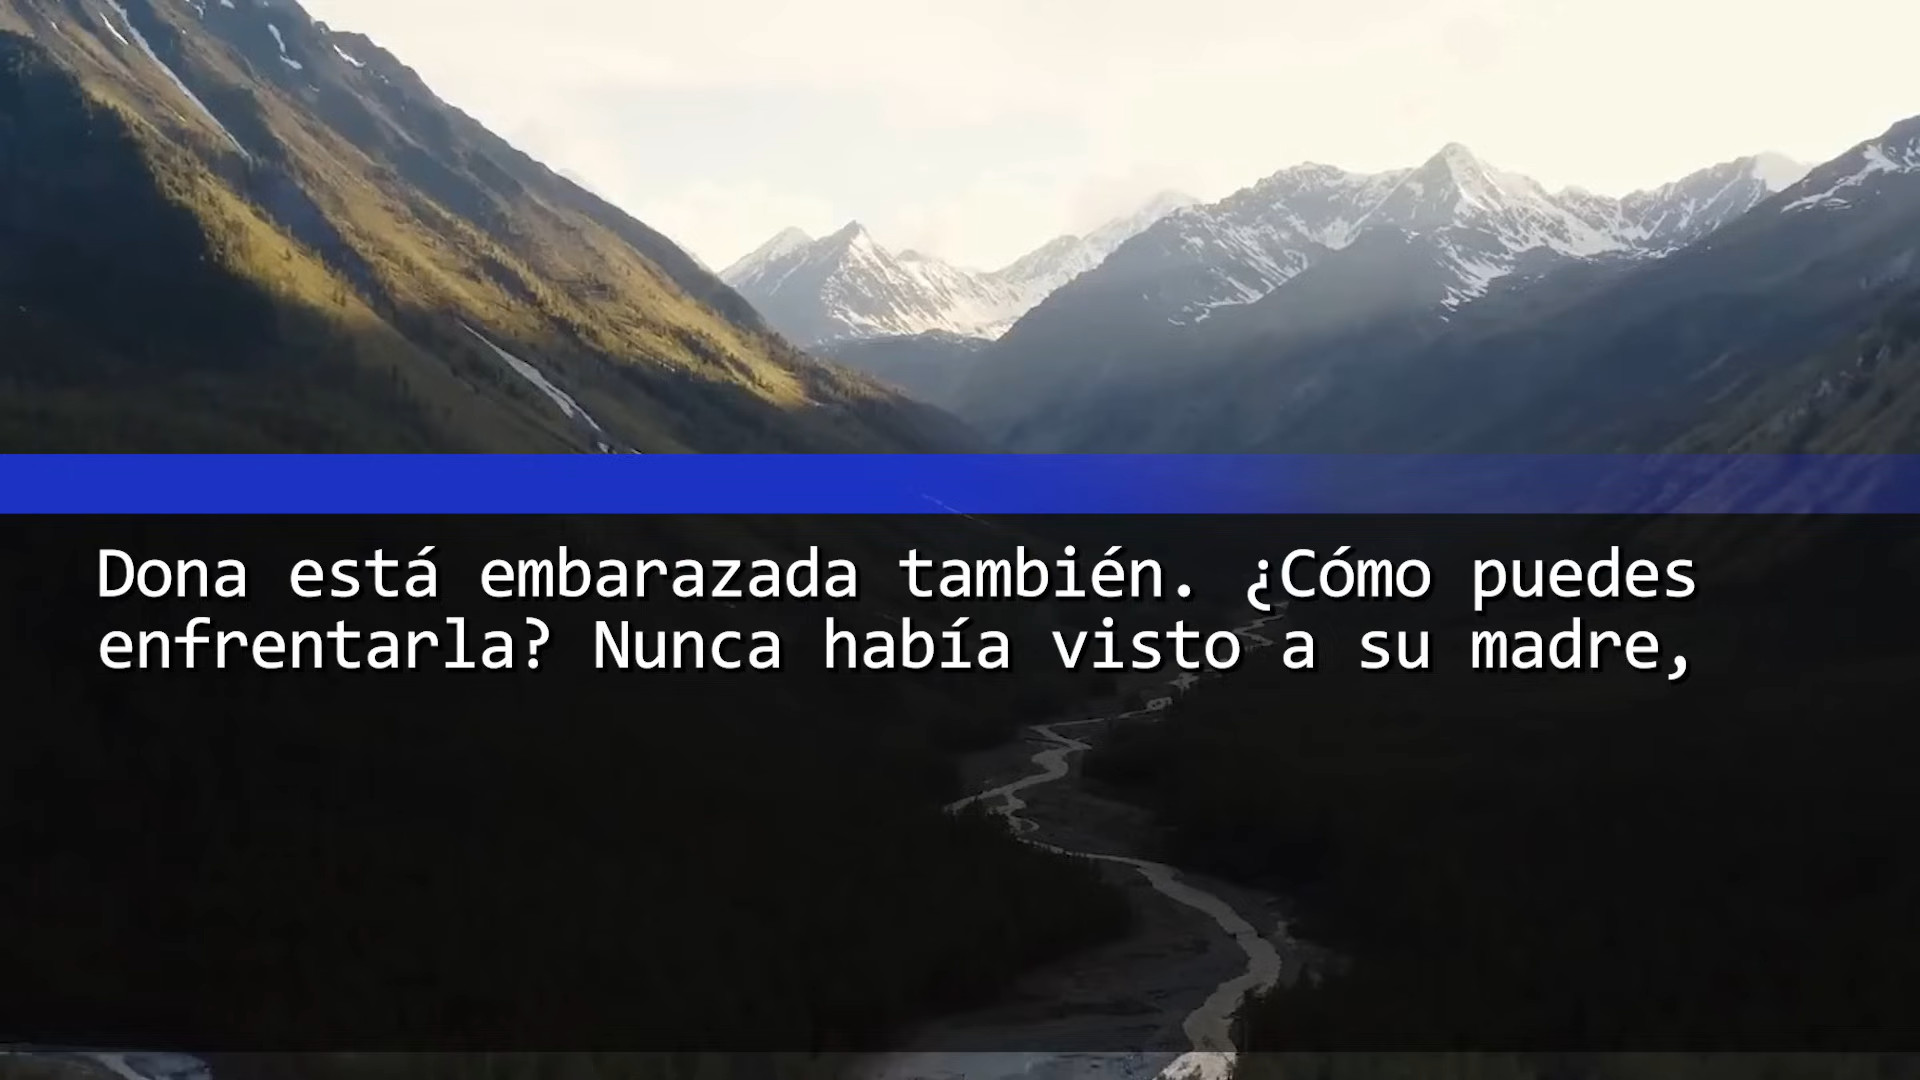 Dona está embarazada también. ¿Cómo puedes
enfrentarla? Nunca había visto a su madre,